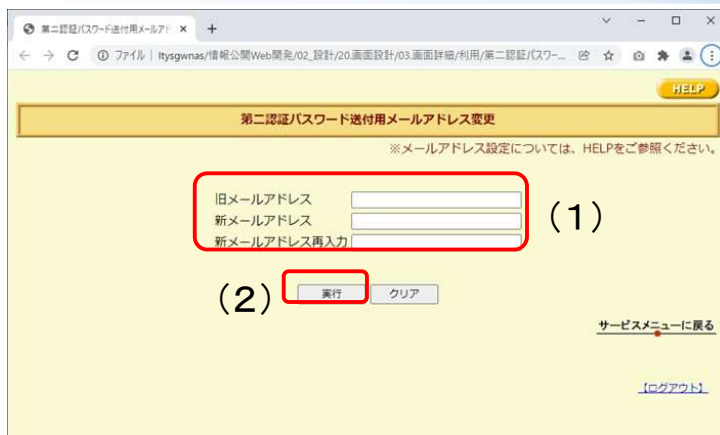 第二認証パスワード送付用メールアド
ファイル | ltysgwnas/情報公開Web開発/02_設計/20.画面設計/03.画面詳細/利用/第二認証パスワー...
HELP
第二認証パスワード送付用メールアドレス変更
※メールアドレス設定については、HELPをご参照ください。
旧メールアドレス
新メールアドレス
新メールアドレス再入力
(1)
(2)
実行 クリア
サービスメニューに戻る
【ログアウト】